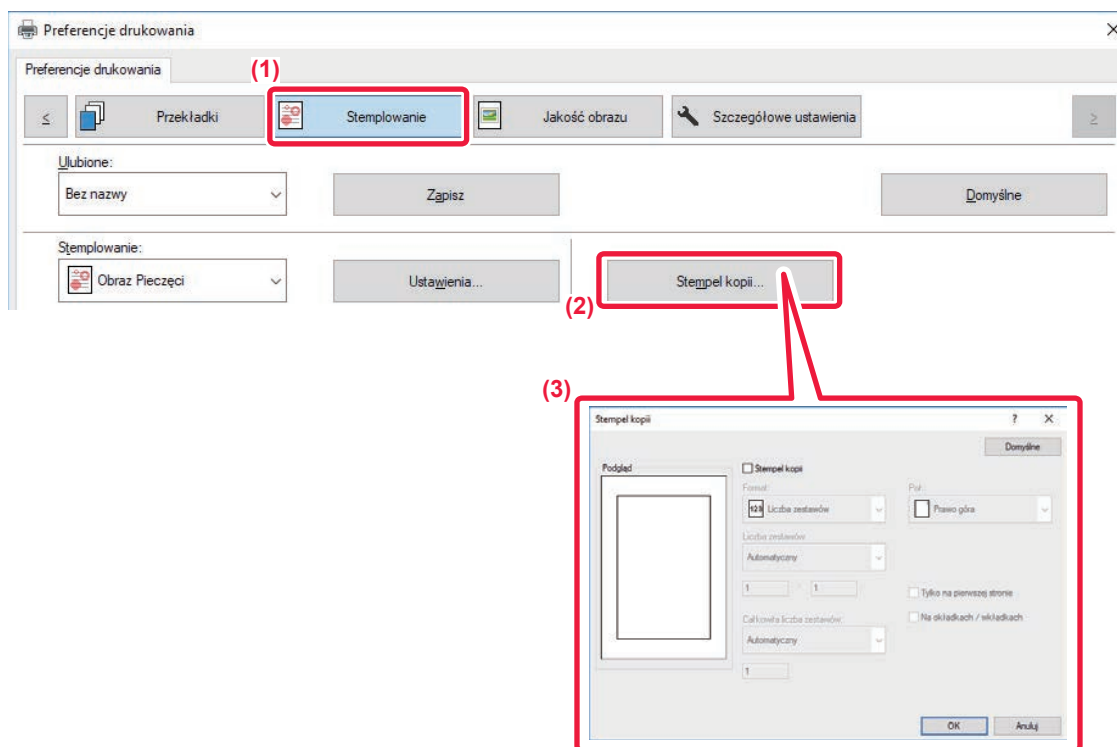 Preferencje drukowania
Preferencje drukowania
(1)
≤ Przekładki Stemplowanie Jakość obrazu Szczegółowe ustawienia ≥
Ulubione:
Bez nazwy Zapisz Domyślne
Stemplowanie:
Obraz Pieczęci Ustawienia... Stempel kopii...
(2)
(3)
Stempel kopii ? X
Domyślne
Podgląd Stempel kopii
Format: Poł.:
123 Liczba zestawów Prawo góra
Liczba zestawów
Automatyczny
1 1 Tylko na pierwszej stronie
Całkowita liczba zestawów: Na okładkach / wkładkach
Automatyczny
1
OK Anuluj